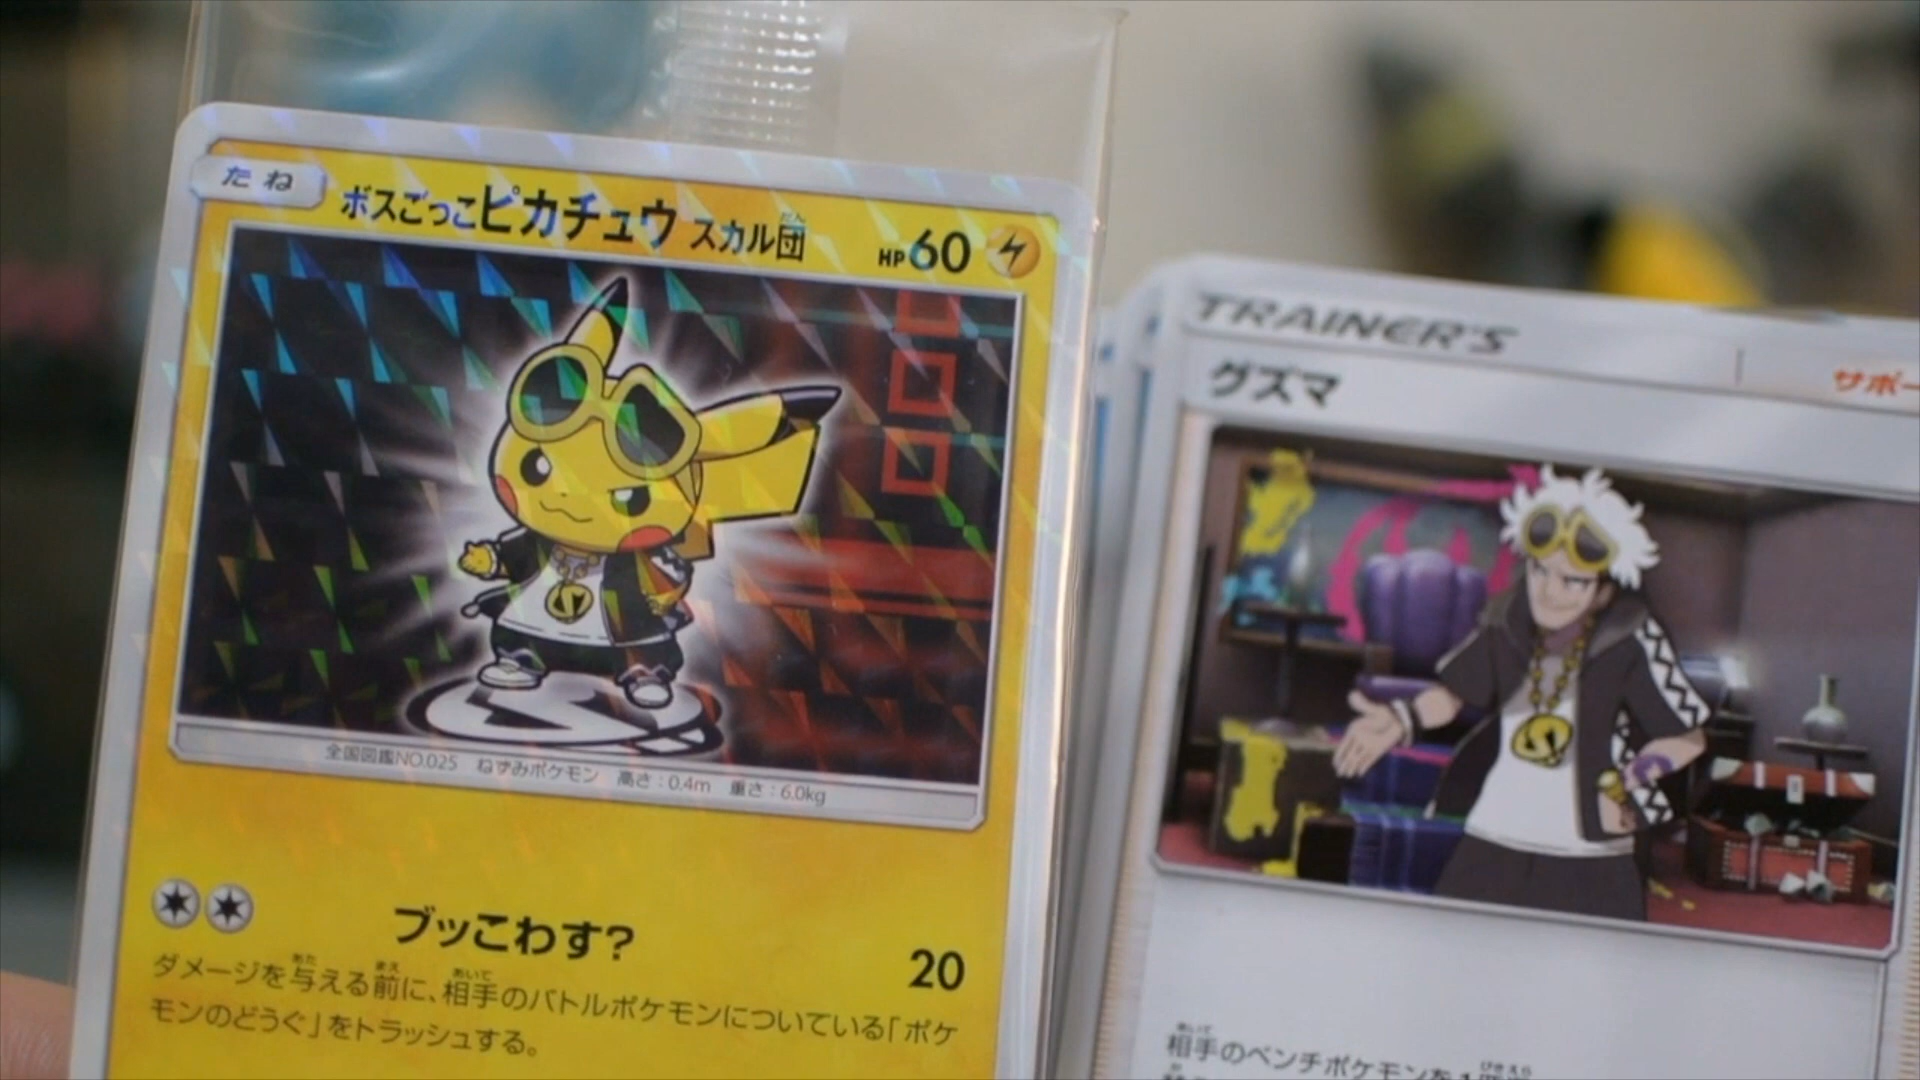 たね
ボスごっこピカチュウ スカル団 HP60
全国図鑑NO.025 ねずみポケモン 高さ:0.4m 重さ:6.0kg
ブッこわす? 20
ダメージを与える前に、相手のバトルポケモンについている「ポケ
モンのどうぐ」をトラッシュする。
TRAINER'S
サポー
グズマ
相手のベンチポケモンを1